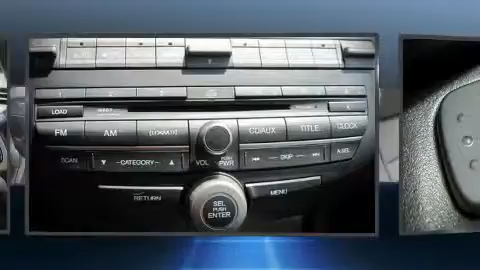 LOAD
FM AM CD/AUX TITLE CLOCK
SCAN CATEGORY VOL PUSH PWR SKIP A.SEL
RETURN MENU
SEL
PUSH
ENTER